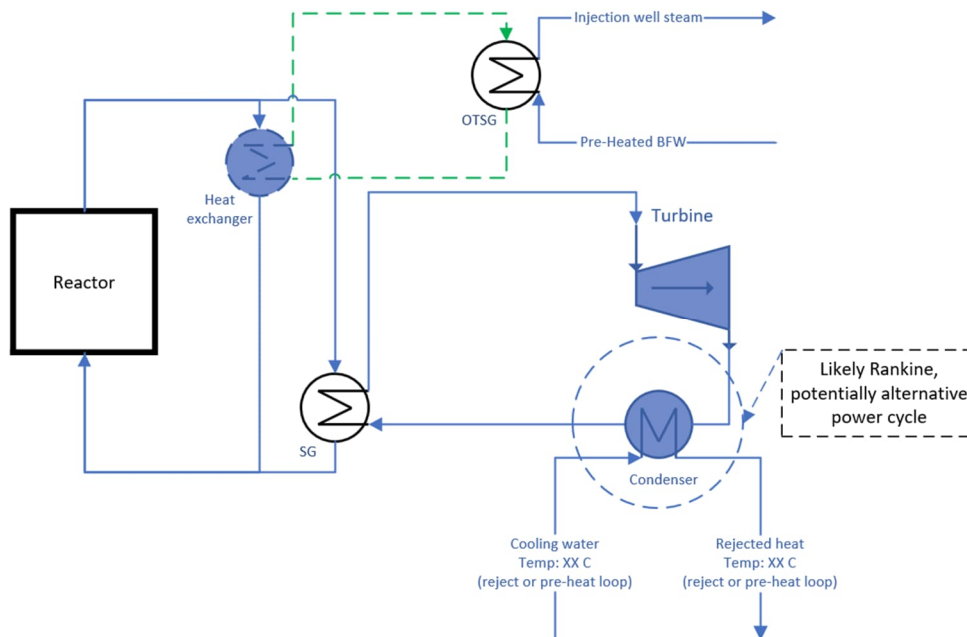 Injection well steam
OTSG
Pre-Heated BFW
Heat
exchanger
Turbine
Reactor
Likely Rankine,
potentially alternative
power cycle
SG
Condenser
Cooling water
Temp: XX C
(reject or pre-heat loop)
Rejected heat
Temp: XX C
(reject or pre-heat loop)